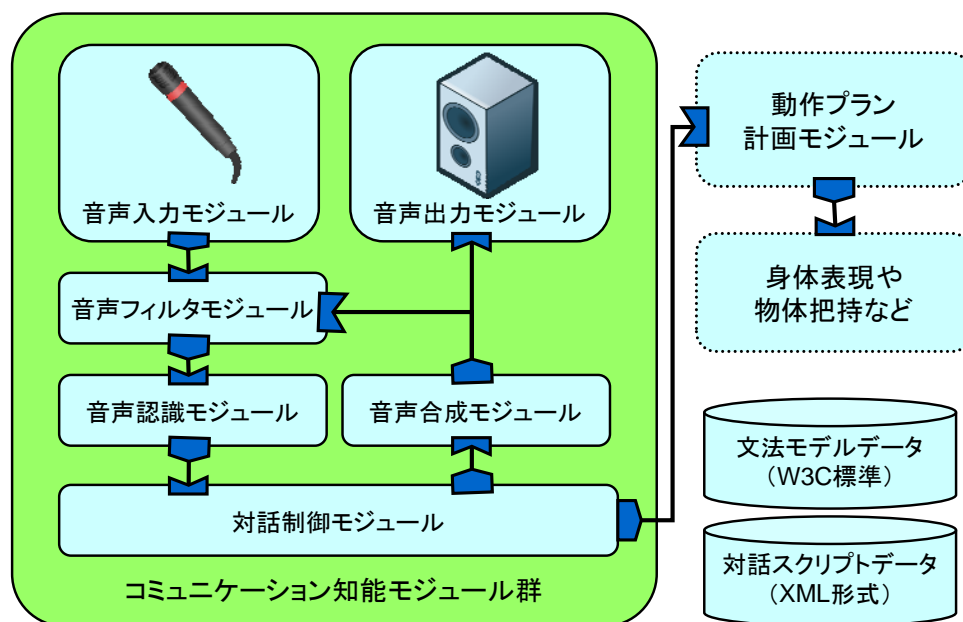 音声入力モジュール
音声出力モジュール
動作プラン
計画モジュール
音声フィルタモジュール
身体表現や
物体把持など
音声認識モジュール
音声合成モジュール
対話制御モジュール
コミュニケーション知能モジュール群
文法モデルデータ
（W3C標準）
対話スクリプトデータ
（XML形式）